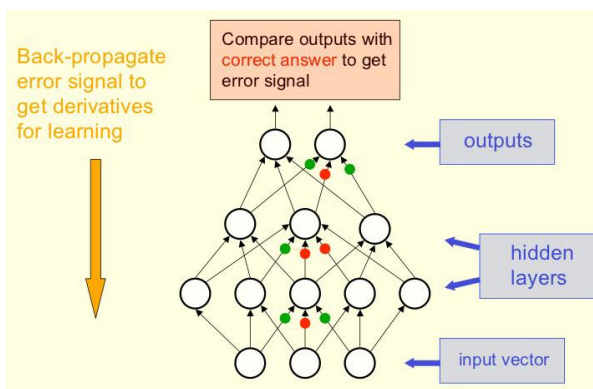 Back-propagate
error signal to
get derivatives
for learning
Compare outputs with
correct answer to get
error signal
outputs
hidden
layers
input vector